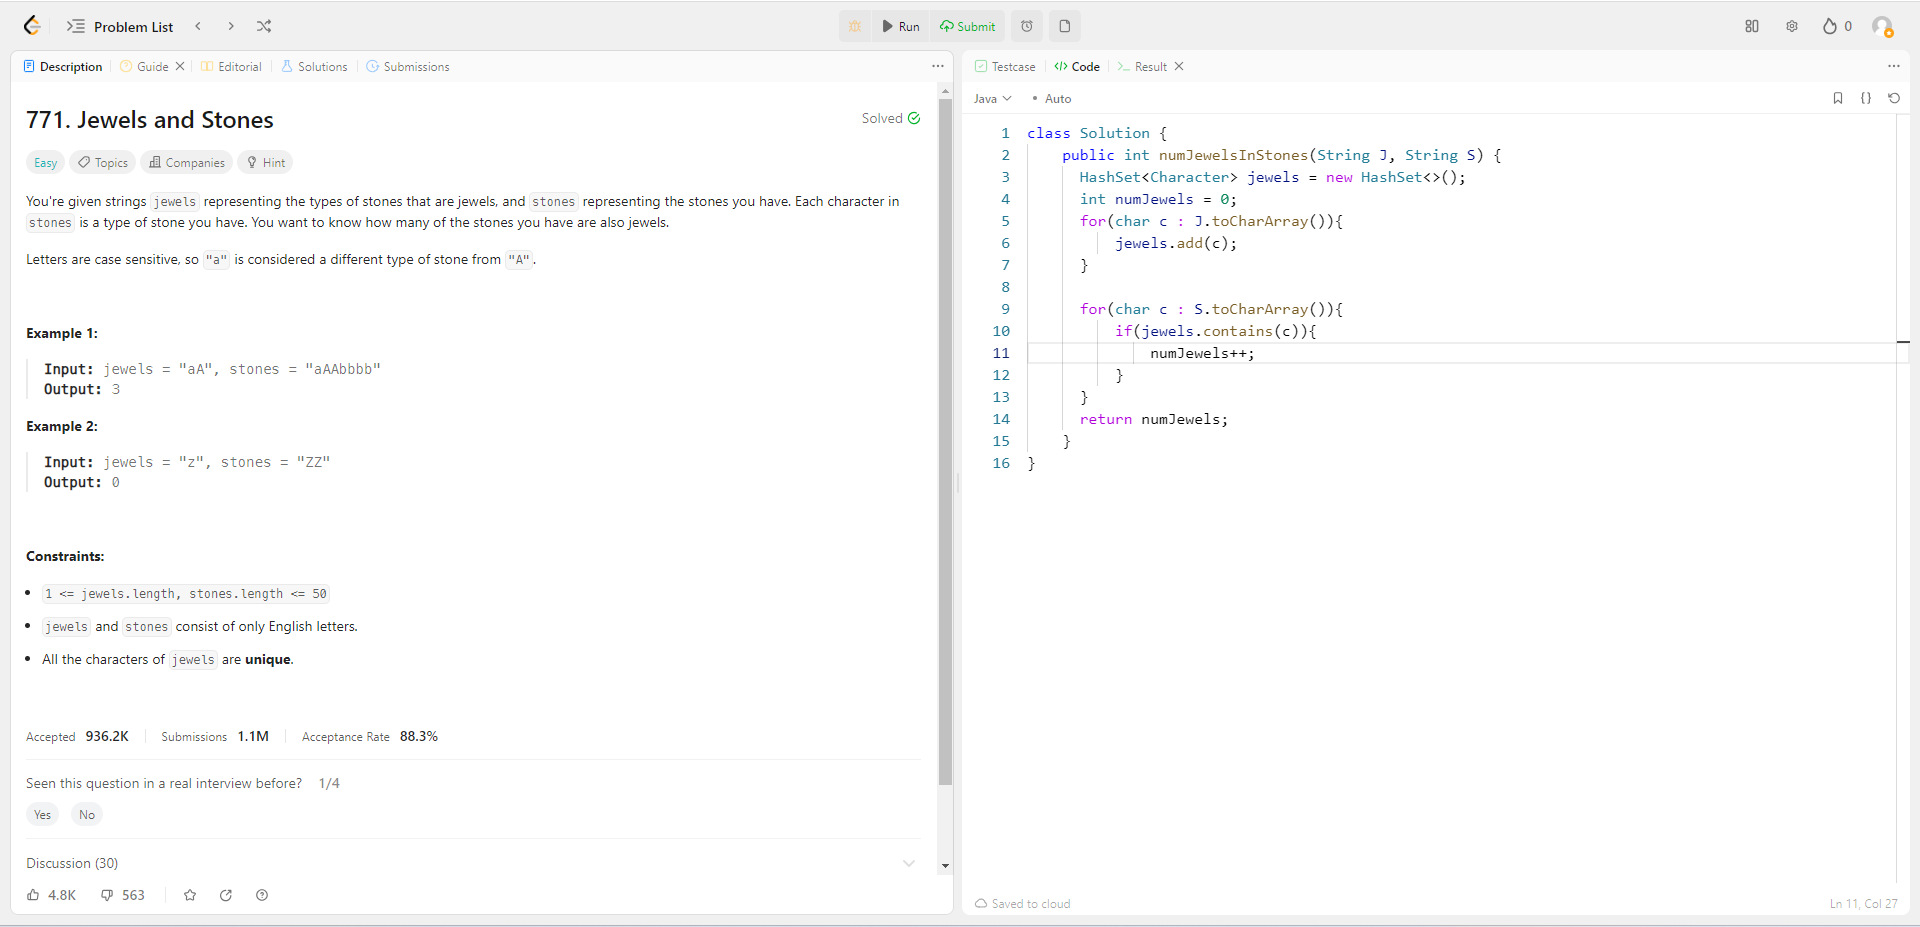 Problem List
Run
Submit
0
Description
Guide
Editorial
Solutions
Submissions
771. Jewels and Stones
Solved
Easy
Topics
Companies
Hint
You're given strings jewels representing the types of stones that are jewels, and stones representing the stones you have. Each character in
stones is a type of stone you have. You want to know how many of the stones you have are also jewels.
Letters are case sensitive, so "a" is considered a different type of stone from "A".
Example 1:
Input: jewels = "aA", stones = "aAAbbbb"
Output: 3
Example 2:
Input: jewels = "z", stones = "ZZ"
Output: 0
Constraints:
• 1 <= jewels.length, stones.length <= 50
• jewels and stones consist of only English letters.
• All the characters of jewels are unique.
Accepted 936.2K
Submissions 1.1M
Acceptance Rate 88.3%
Seen this question in a real interview before? 1/4
Yes
No
Discussion (30)
4.8K
563
Testcase
</> Code
>_ Result
Java
• Auto
{}
1 class Solution {
2     public int numJewelsInStones(String J, String S) {
3       HashSet<Character> jewels = new HashSet<>();
4       int numJewels = 0;
5       for(char c : J.toCharArray()){
6           jewels.add(c);
7       }
8
9       for(char c : S.toCharArray()){
10           if(jewels.contains(c)){
11               numJewels++;
12           }
13       }
14       return numJewels;
15     }
16 }
Saved to cloud
Ln 11, Col 27